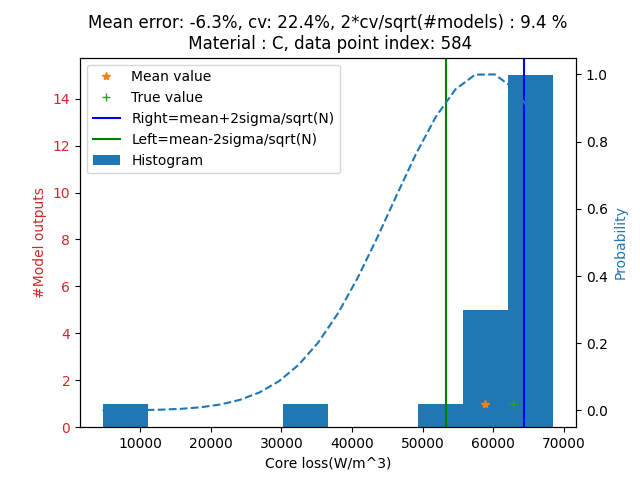 Mean error: -6.3%, cv: 22.4%, 2*cv/sqrt(#models) : 9.4 %
Material : C, data point index: 584
Mean value
True value
Right=mean+2sigma/sqrt(N)
Left=mean-2sigma/sqrt(N)
Histogram
#Model outputs
14
12
10
8
6
4
2
0
1.0
0.8
0.6
0.4
0.2
0.0
Probability
10000 20000 30000 40000 50000 60000 70000
Core loss(W/m^3)